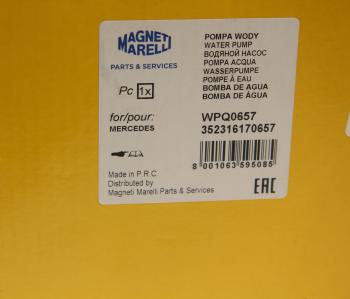 MAGNETI
MARELLI
PARTS & SERVICES
Pc 1x
for/pour:
MERCEDES
POMPA WODY
WATER PUMP
ВОДЯНОЙ НАСОС
POMPA ACQUA
WASSERPUMPE
POMPE À EAU
BOMBA DE AGUA
BOMBA DE ÁGUA
WPQ0657
352316170657
8 001063 595085
Made in P.R.C
Distributed by
Magneti Marelli Parts & Services
EAC